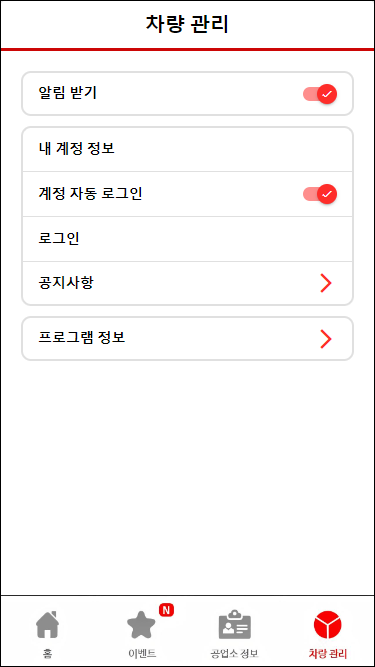 차량 관리
알림 받기
내 계정 정보
계정 자동 로그인
로그인
공지사항
프로그램 정보
N
홈
이벤트
공업소 정보
차량 관리